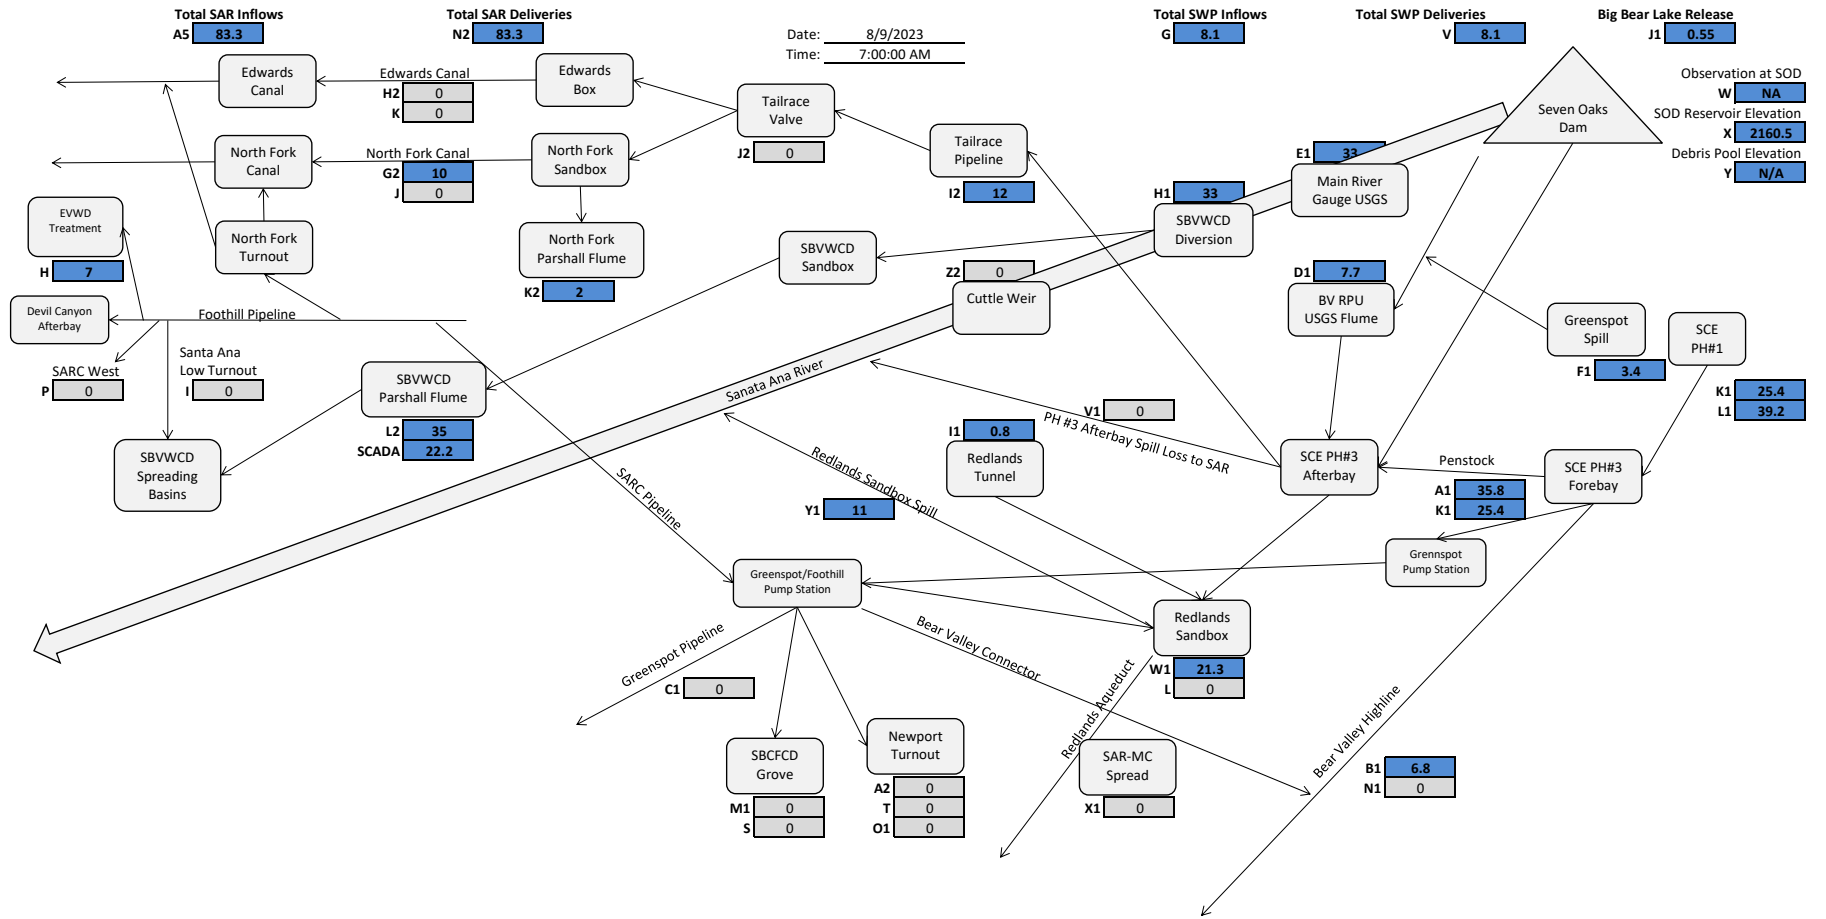 Total SAR Inflows
A5 83.3
Total SAR Deliveries
N2 83.3
Date: 8/9/2023
Time: 7:00:00 AM
Total SWP Inflows
G 8.1
Total SWP Deliveries
V 8.1
Big Bear Lake Release
J1 0.55
Observation at SOD
W NA
SOD Reservoir Elevation
X 2160.5
Debris Pool Elevation
Y N/A
Edwards
Canal
Edwards Canal
H2 0
K 0
Edwards
Box
Tailrace
Valve
J2 0
Tailrace
Pipeline
I2 12
Seven Oaks
Dam
E1 33
Main River
Gauge USGS
H1 33
SBVWCD
Diversion
North Fork
Canal
North Fork Canal
G2 10
J 0
North Fork
Sandbox
EVWD
Treatment
H 7
North Fork
Turnout
North Fork
Parshall Flume
K2 2
SBVWCD
Sandbox
Z2 0
Cuttle Weir
D1 7.7
BV RPU
USGS Flume
Greenspot
Spill
F1 3.4
SCE
PH#1
K1 25.4
L1 39.2
Devil Canyon
Afterbay
Foothill Pipeline
SARC West
P 0
Santa Ana
Low Turnout
I 0
SBVWCD
Parshall Flume
L2 35
SCADA 22.2
SBVWCD
Spreading
Basins
Sanata Ana River
V1 0
PH #3 Afterbay Spill Loss to SAR
I1 0.8
Redlands
Tunnel
Redlands Sandbox Spill
Y1 11
SARC Pipeline
SCE PH#3
Afterbay
Penstock
A1 35.8
K1 25.4
SCE PH#3
Forebay
Grennspot
Pump Station
Greenspot/Foothill
Pump Station
Redlands
Sandbox
W1 21.3
L 0
Greenspot Pipeline
C1 0
Bear Valley Connector
Redlands Aqueduct
Bear Valley Highline
SBCFCD
Grove
M1 0
S 0
Newport
Turnout
A2 0
T 0
O1 0
SAR-MC
Spread
X1 0
B1 6.8
N1 0